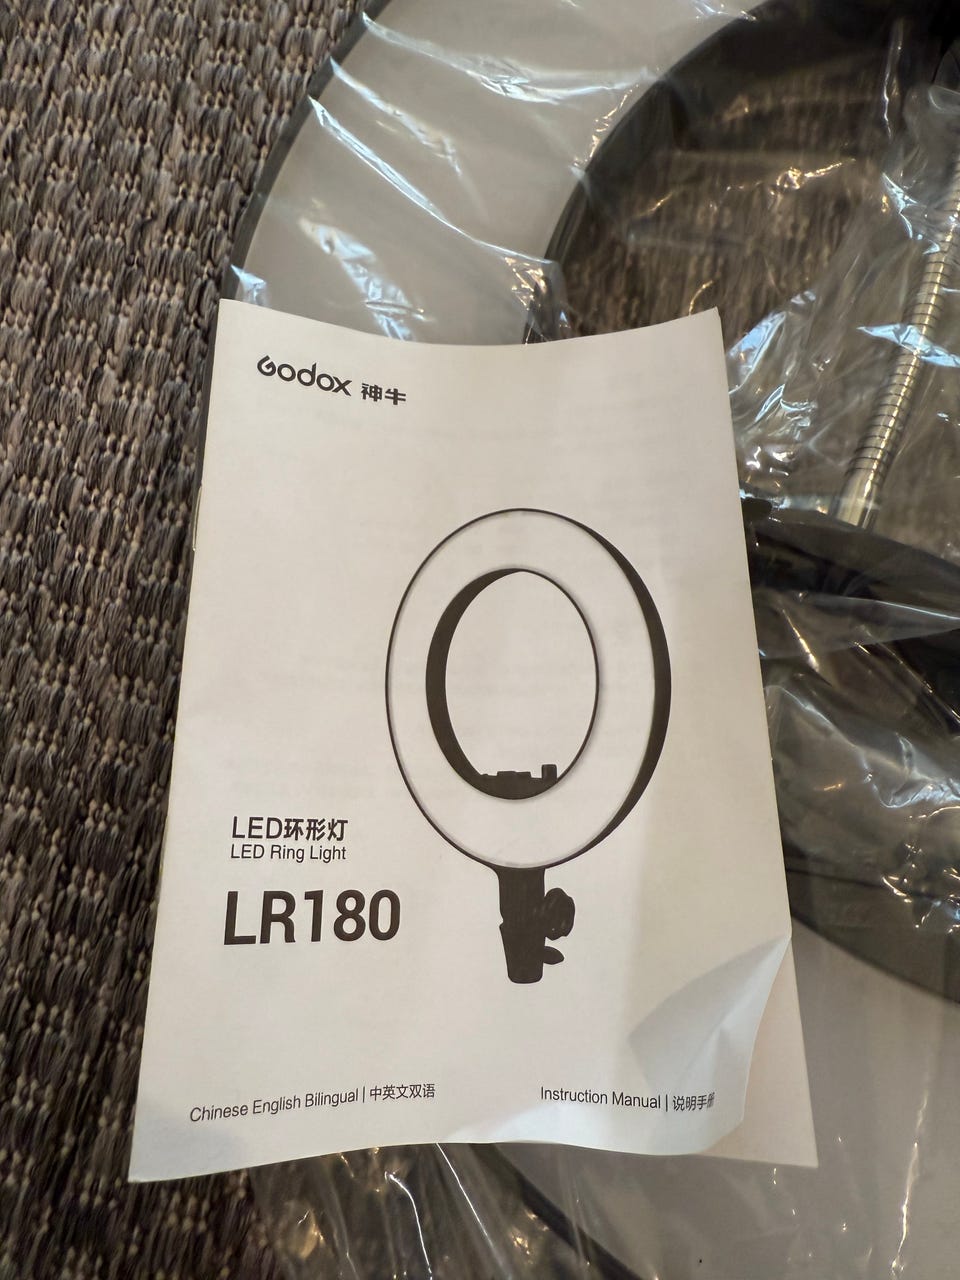 Godox 神牛
LED环形灯
LED Ring Light
LR180
Chinese English Bilingual | 中英文双语
Instruction Manual | 说明手册